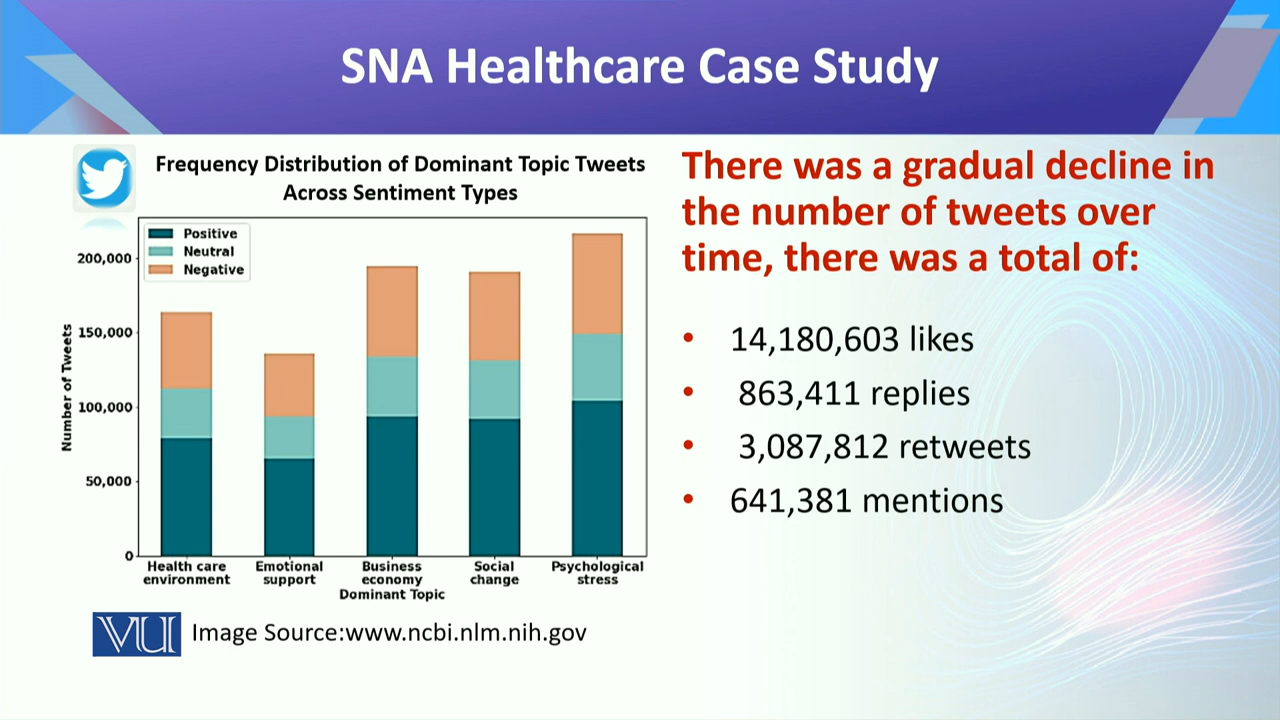 SNA Healthcare Case Study
Frequency Distribution of Dominant Topic Tweets
Across Sentiment Types
Positive
Neutral
Negative
200,000
150,000
100,000
50,000
0
Number of Tweets
Health care
environment
Emotional
support
Business
economy
Social
change
Psychological
stress
Dominant Topic
VU
Image Source:www.ncbi.nlm.nih.gov
There was a gradual decline in
the number of tweets over
time, there was a total of:
• 14,180,603 likes
• 863,411 replies
• 3,087,812 retweets
• 641,381 mentions